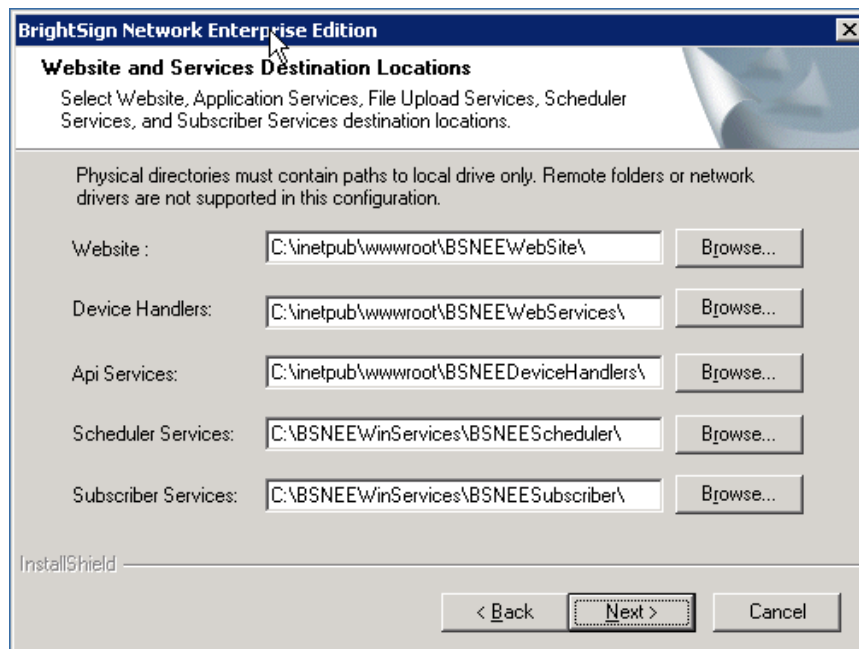 BrightSign Network Enterprise Edition
Website and Services Destination Locations
Select Website, Application Services, File Upload Services, Scheduler
Services, and Subscriber Services destination locations.
Physical directories must contain paths to local drive only. Remote folders or network
drivers are not supported in this configuration.
Website : C:\inetpub\wwwroot\BSNEEWebSite\ Browse...
Device Handlers: C:\inetpub\wwwroot\BSNEEWebServices\ Browse...
Api Services: C:\inetpub\wwwroot\BSNEEDeviceHandlers\ Browse...
Scheduler Services: C:\BSNEEWinServices\BSNEEScheduler\ Browse...
Subscriber Services: C:\BSNEEWinServices\BSNEESubscriber\ Browse...
InstallShield
< Back Next > Cancel